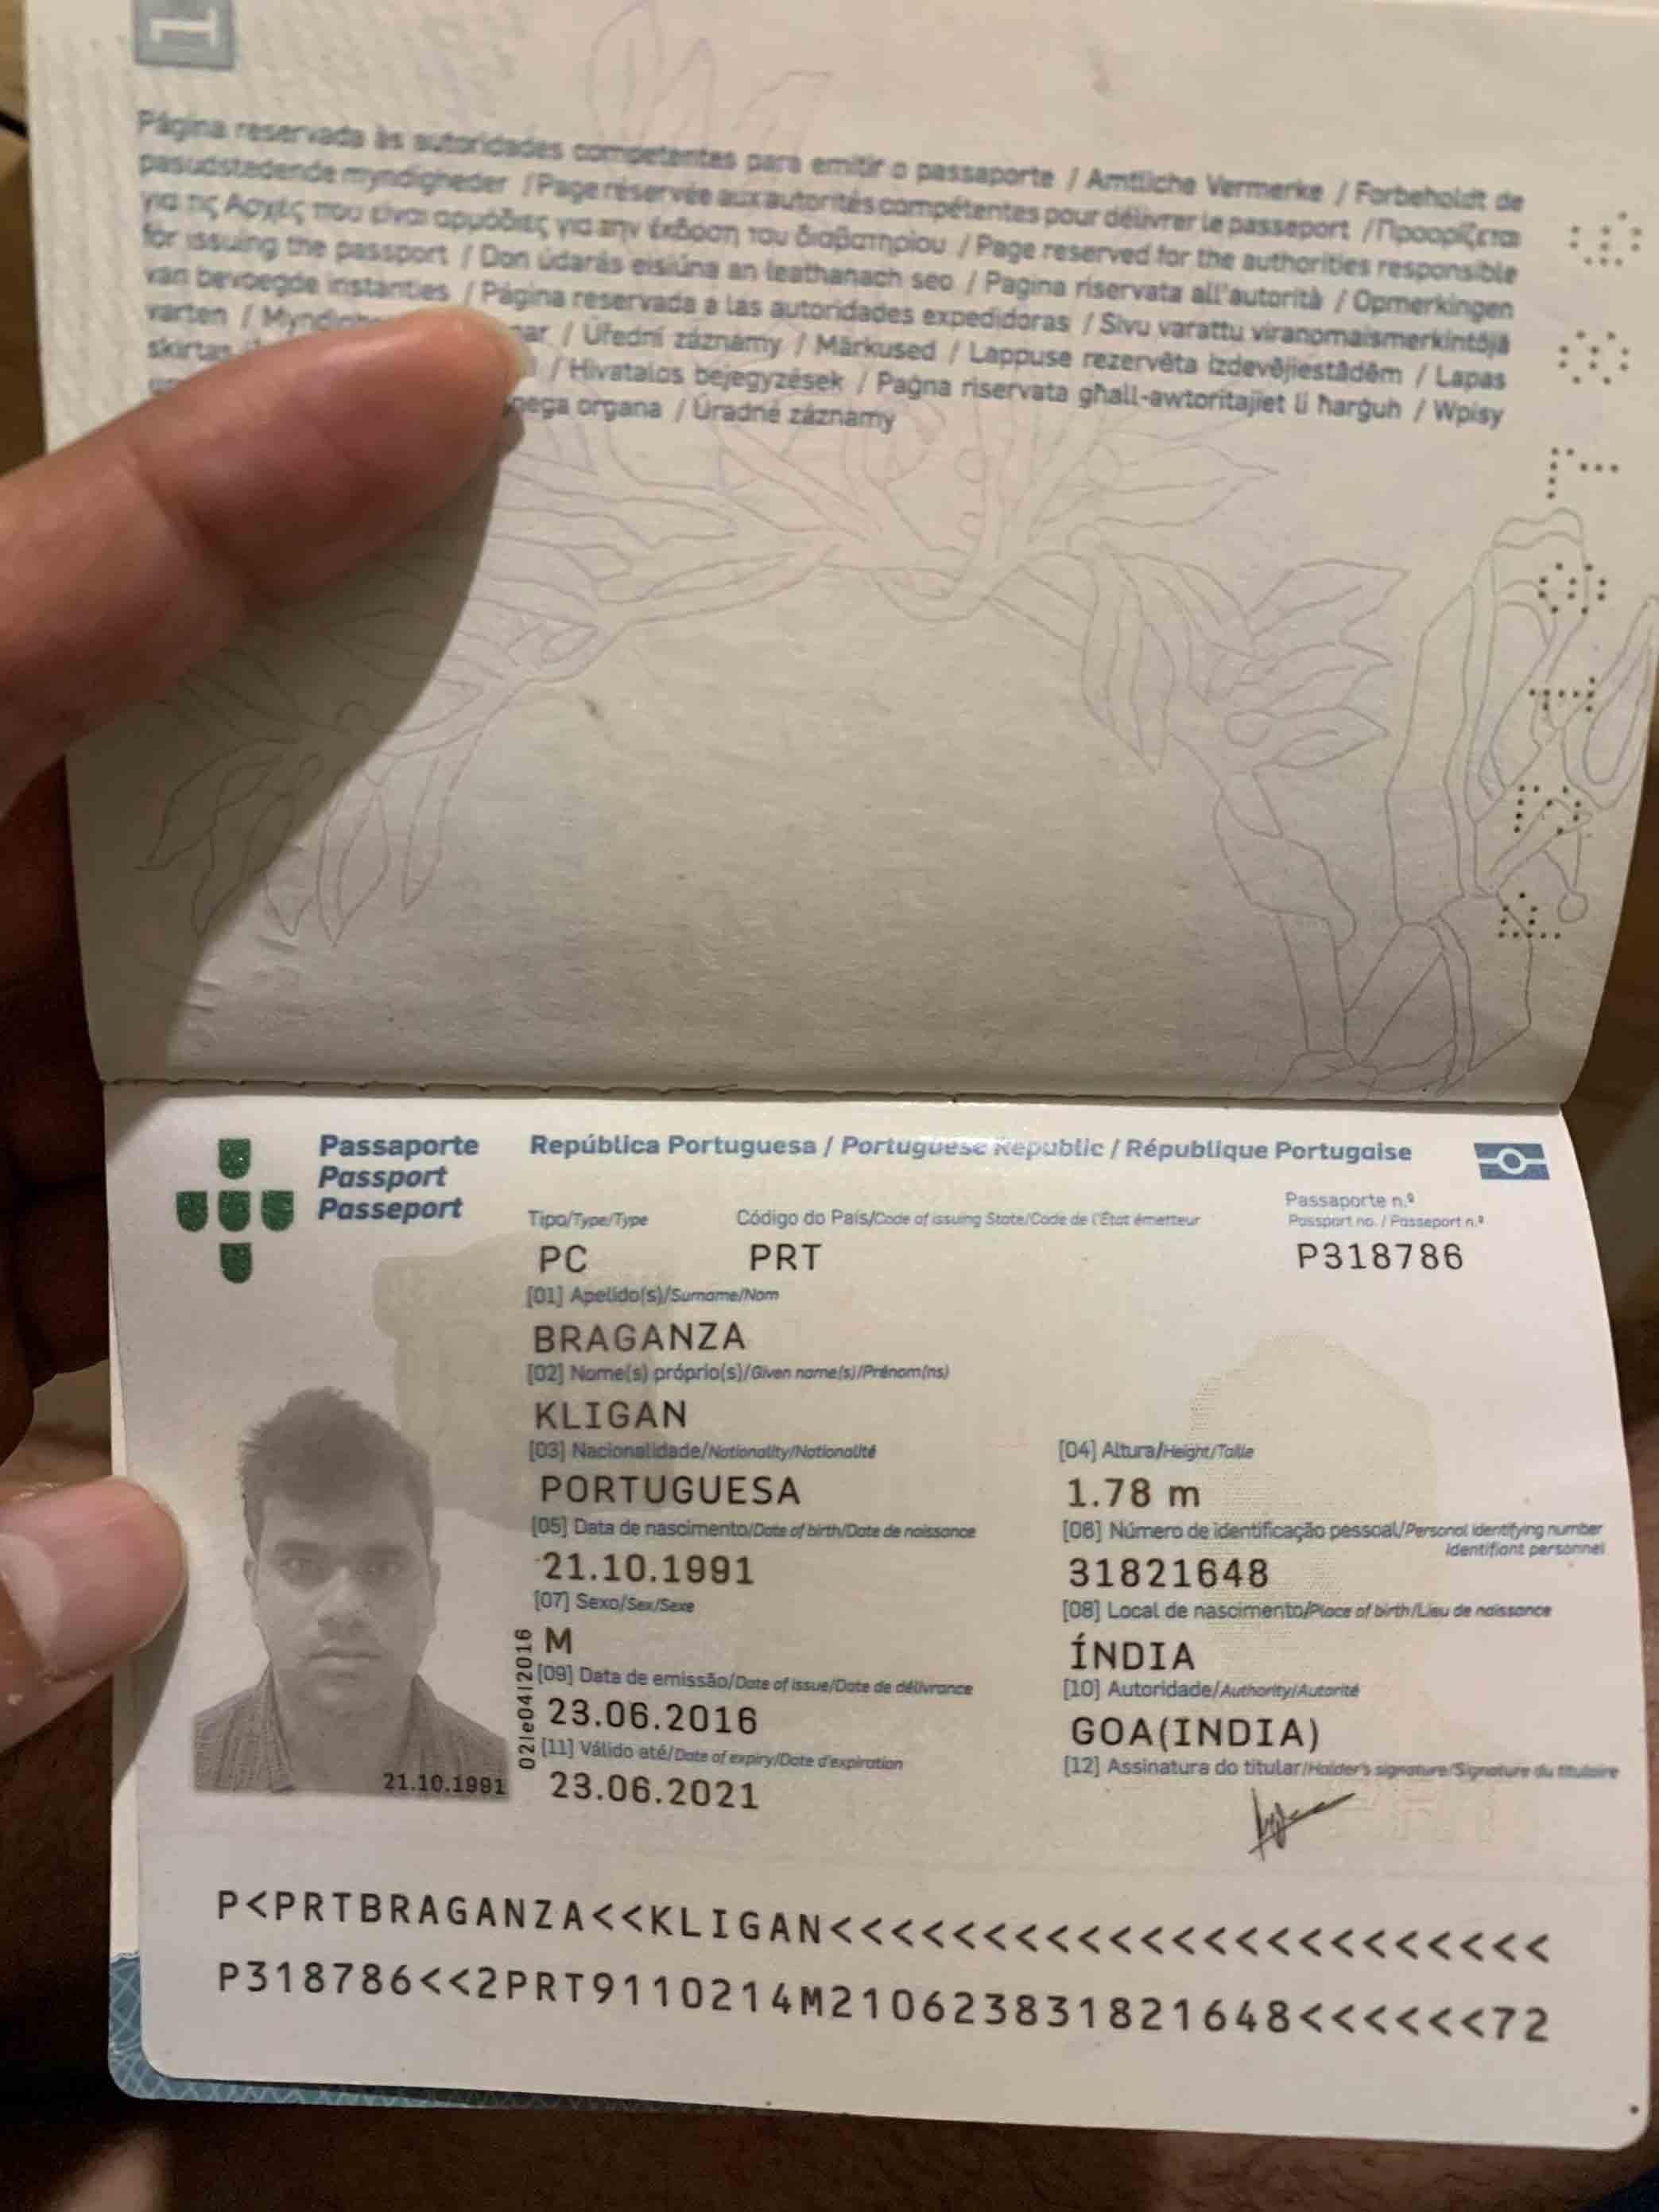 1
Página reservada às autoridades competentes para emitir o passaporte / Amtliche Vermerke / Forbeholdt de
pasudstedende myndigheder / Page réservée aux autorités compétentes pour délivrer le passeport / Προορίζεται
για τις Αρχές που είναι αρμόδιες για την έκδοση του διαβατηρίου / Page reserved for the authorities responsible
for issuing the passport / Don údarás eisiúna an leathanach seo / Pagina riservata all'autorità / Opmerkingen
van bevoegde instanties / Página reservada a las autoridades expedidoras / Sivu varattu viranomaismerkintöjä
varten / / Úřední záznamy / Märkused / Lappuse rezervēta izdevējiestādēm / Lapas
skirtas / Hivatalos bejegyzések / Paġna riservata għall-awtoritajiet li ħarġuh / Wpisy
organa / Úradné záznamy
Passaporte
Passport
Passeport
República Portuguesa / Portuguese Republic / République Portugaise
Tipo/Type/Type
Código do País/Code of issuing State/Code de l'État émetteur
Passaporte n.º
Passport no. / Passeport n.º
PC
PRT
P318786
[01] Apelido(s)/Surname/Nom
BRAGANZA
[02] Nome(s) próprio(s)/Given name(s)/Prénom(ns)
KLIGAN
[03] Nacionalidade/Nationality/Nationalité
[04] Altura/Height/Taille
PORTUGUESA
1.78 m
[05] Data de nascimento/Date of birth/Date de naissance
[06] Número de identificação pessoal/Personal identifying number
Identifiant personnel
21.10.1991
31821648
[07] Sexo/Sex/Sexe
[08] Local de nascimento/Place of birth/Lieu de naissance
M
ÍNDIA
[09] Data de emissão/Date of issue/Date de délivrance
[10] Autoridade/Authority/Autorité
23.06.2016
GOA(INDIA)
[11] Válido até/Date of expiry/Date d'expiration
[12] Assinatura do titular/Holder's signature/Signature du titulaire
23.06.2021
21.10.1991
P<PRTBRAGANZA<<KLIGAN<<<<<<<<<<<<<<<<<<<<<<<
P318786<<2PRT9110214M210623831821648<<<<<<72